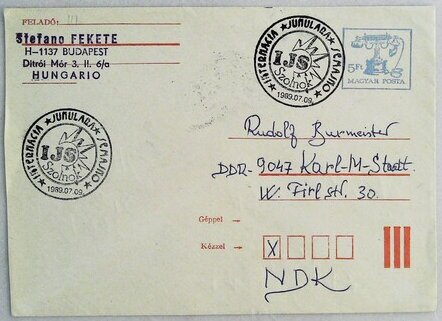 FELADÓ:
Stefano FEKETE
H-1137 BUDAPEST
Ditrói Mór 3. II. 6/a
HUNGARIO
INTERNACIA JUNULARA SEMAJNO
IJS
Szolnok
1989.07.09.
5Ft
MAGYAR POSTA
INTERNACIA JUNULARA SEMAJNO
IJS
Szolnok
1989.07.09.
Rudolf Burmeister
DDR-9047 Karl-M-Stadt
W. Firl str. 30.
Géppel →
Kézzel → X
NDK